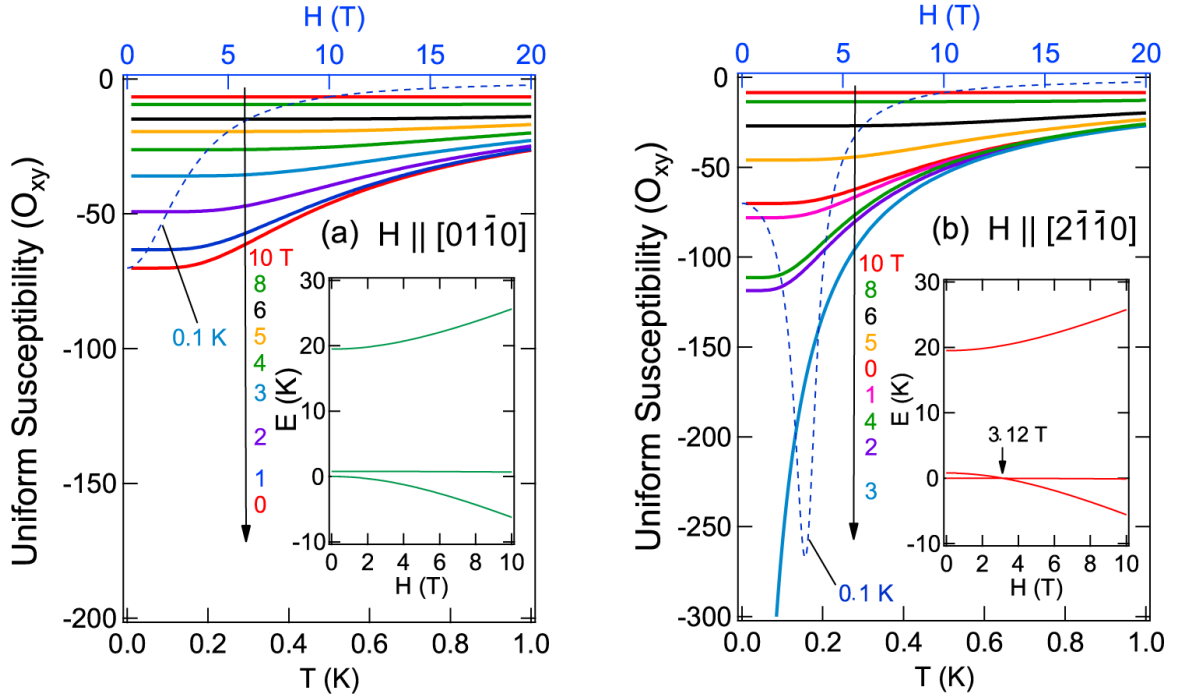 H (T)
0 5 10 15 20
0
-50
-100
-150
-200
Uniform Susceptibility (Oxy)
0.1 K
(a) H || [011̅0]
10 T
8
6
5
4
3
2
1
0
30
20
10
0
-10
E (K)
0 2 4 6 8 10
H (T)
0.0 0.2 0.4 0.6 0.8 1.0
T (K)
H (T)
0 5 10 15 20
0
-50
-100
-150
-200
-250
-300
Uniform Susceptibility (Oxy)
(b) H || [21̅1̅0]
10 T
8
6
5
0
1
4
2
3
0.1 K
30
20
10
0
-10
E (K)
3.12 T
0 2 4 6 8 10
H (T)
0.0 0.2 0.4 0.6 0.8 1.0
T (K)